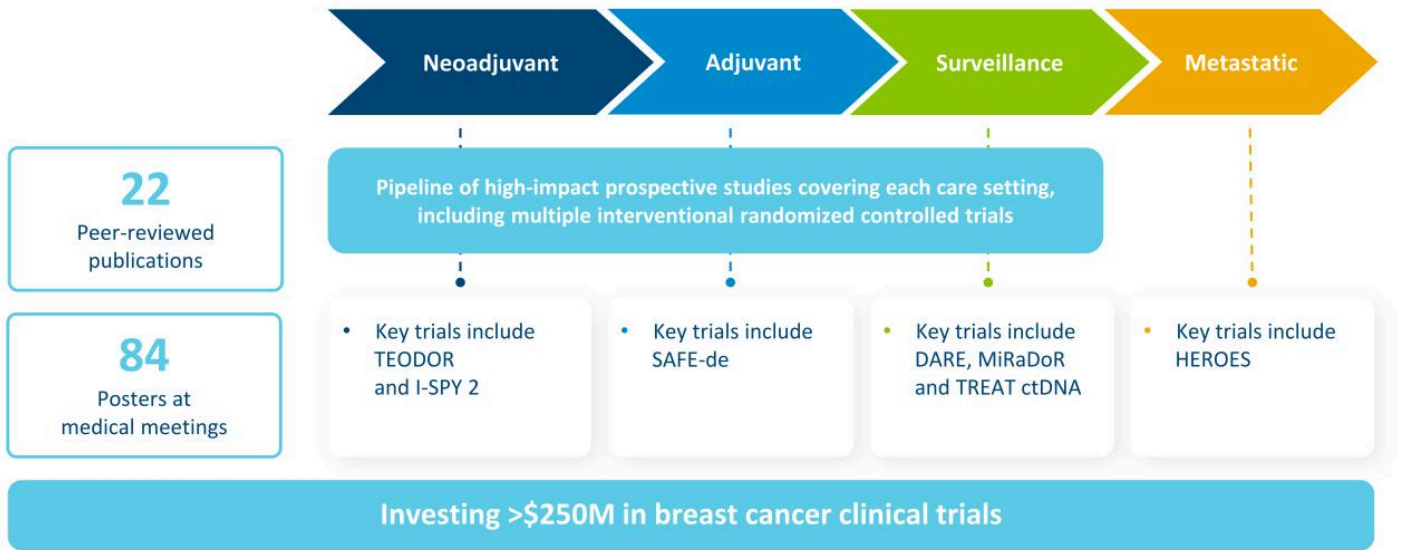 Neoadjuvant
Adjuvant
Surveillance
Metastatic
22
Peer-reviewed
publications
84
Posters at
medical meetings
Pipeline of high-impact prospective studies covering each care setting,
including multiple interventional randomized controlled trials
• Key trials include
TEODOR
and I-SPY 2
• Key trials include
SAFE-de
• Key trials include
DARE, MiRaDoR
and TREAT ctDNA
• Key trials include
HEROES
Investing >$250M in breast cancer clinical trials